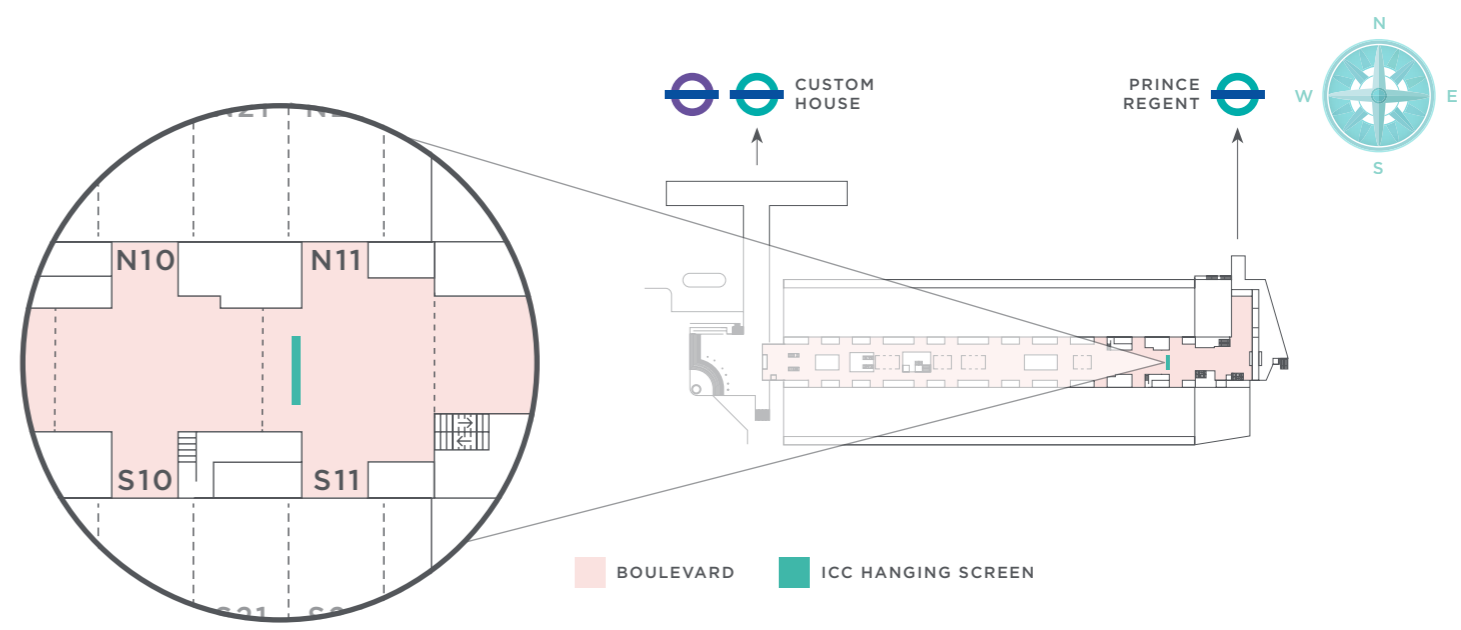 N
CUSTOM
HOUSE
PRINCE
REGENT
W
E
S
N10
N11
S10
S11
BOULEVARD
ICC HANGING SCREEN